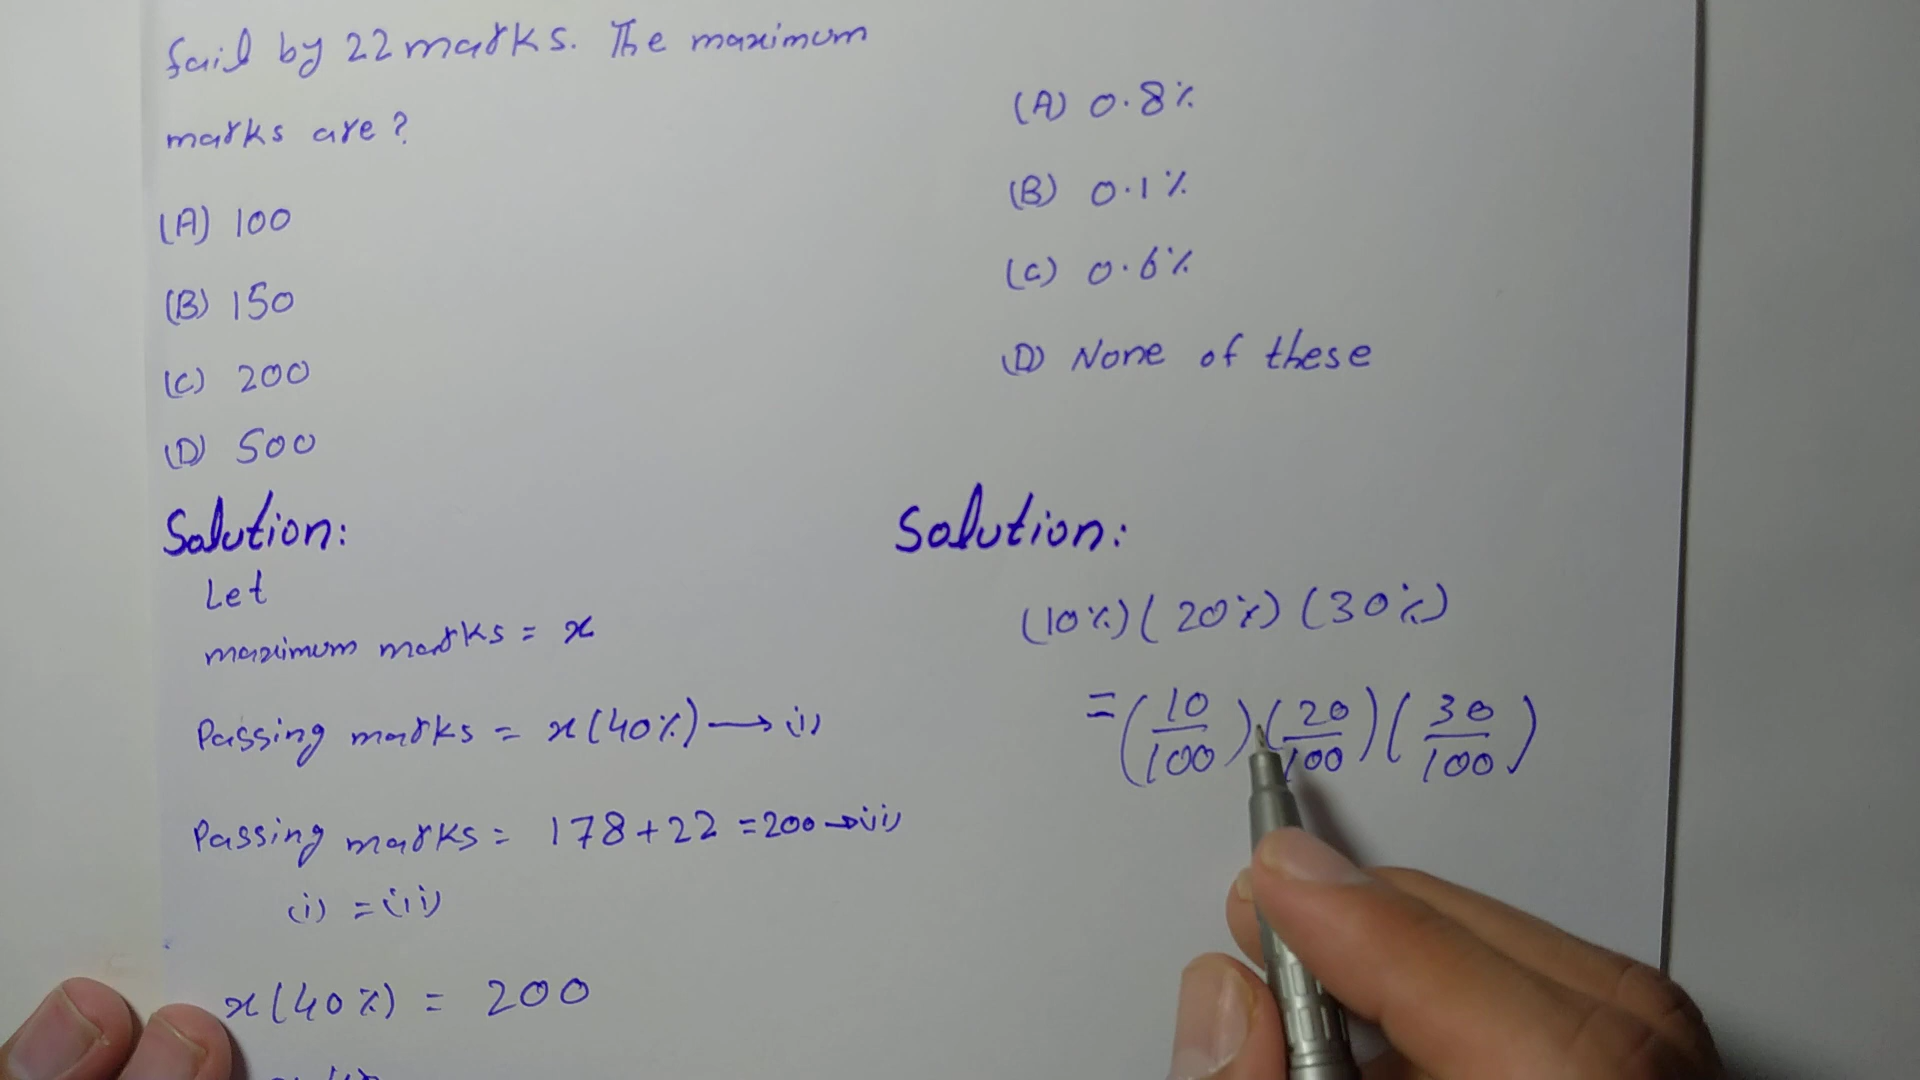 fail by 22 marks. The maximum
marks are?
(A) 100
(B) 150
(C) 200
(D) 500
Solution:
Let
maximum marks = x
Passing marks = x(40%) → (i)
Passing marks = 178+22 = 200 → (ii)
(i) = (ii)
x(40%) = 200
(A) 0.8%
(B) 0.1%
(C) 0.6%
(D) None of these
Solution:
(10%)(20%)(30%)
= (10/100)(20/100)(30/100)